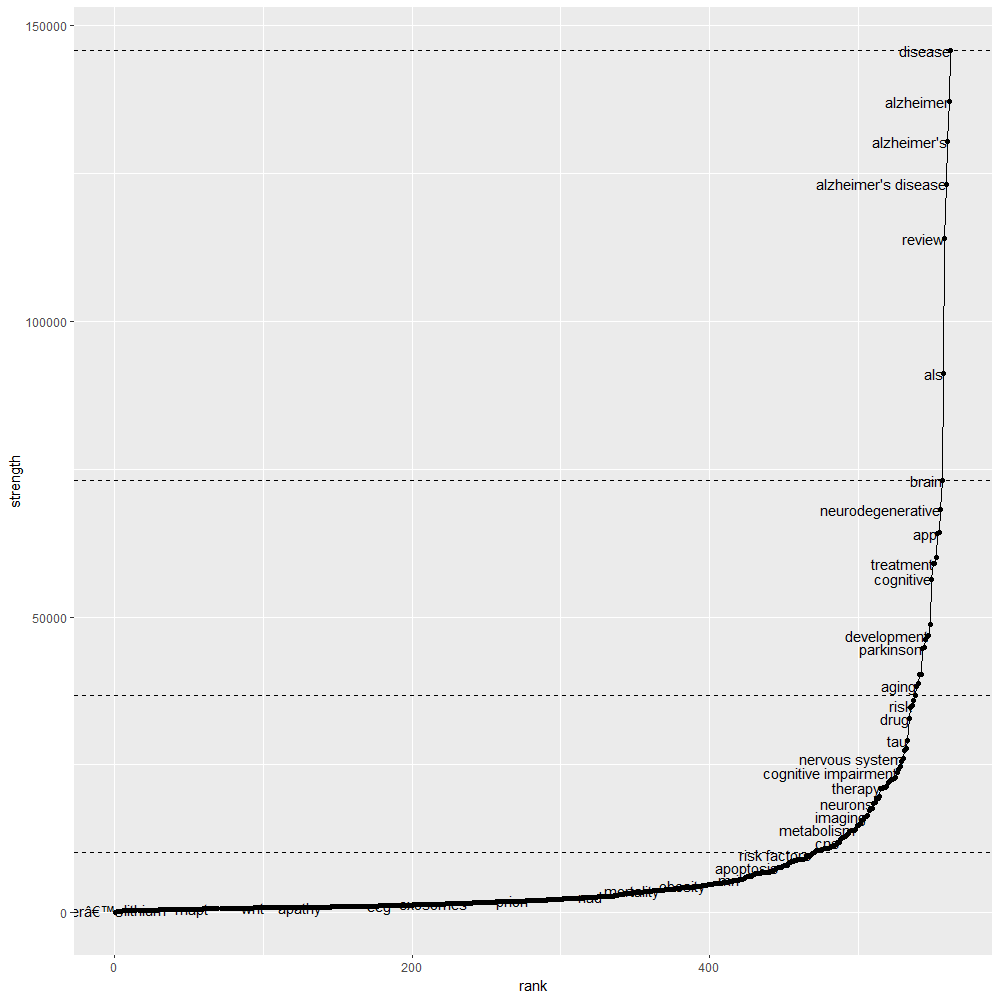 150000
disease
alzheimer
alzheimer's
alzheimer's disease
review
100000
als
brain
neurodegenerative
app
treatment
cognitive
50000
development
parkinson
aging
risk
drug
tau
nervous system
cognitive impairment
therapy
neurons
imaging
metabolism
cns
risk factors
apoptosis
mri
obesity
mortality
prion
exosomes
eeg
apathy
wnt
mapt
lithium
0
0
200
400
rank
strength